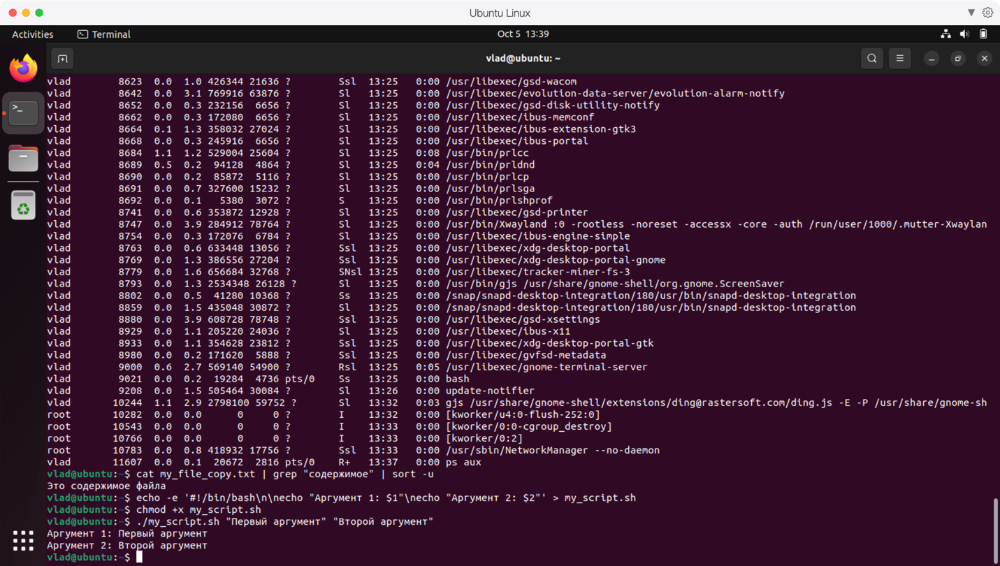 Ubuntu Linux
Activities Terminal Oct 5 13:39
vlad@ubuntu: ~
vlad 8623 0.0 1.0 426344 21636 ? Ssl 13:25 0:00 /usr/libexec/gsd-wacom
vlad 8642 0.0 3.1 769916 63876 ? Sl 13:25 0:00 /usr/libexec/evolution-data-server/evolution-alarm-notify
vlad 8652 0.0 0.3 232156 6656 ? Sl 13:25 0:00 /usr/libexec/gsd-disk-utility-notify
vlad 8662 0.0 0.3 172080 6656 ? Sl 13:25 0:00 /usr/libexec/ibus-memconf
vlad 8664 0.1 1.3 358032 27024 ? Sl 13:25 0:00 /usr/libexec/ibus-extension-gtk3
vlad 8668 0.0 0.3 245916 6656 ? Sl 13:25 0:00 /usr/libexec/ibus-portal
vlad 8684 1.1 1.2 529004 25604 ? Sl 13:25 0:08 /usr/bin/prlcc
vlad 8689 0.5 0.2 94128 4864 ? Sl 13:25 0:04 /usr/bin/prldnd
vlad 8690 0.0 0.2 85872 5116 ? Sl 13:25 0:00 /usr/bin/prlcp
vlad 8691 0.0 0.7 327600 15232 ? Sl 13:25 0:00 /usr/bin/prlsga
vlad 8692 0.0 0.1 5380 3072 ? S 13:25 0:00 /usr/bin/prlshprof
vlad 8741 0.0 0.6 353872 12928 ? Sl 13:25 0:00 /usr/libexec/gsd-printer
vlad 8747 0.0 3.9 284912 78764 ? Sl 13:25 0:00 /usr/bin/Xwayland :0 -rootless -noreset -accessx -core -auth /run/user/1000/.mutter-Xwaylan
vlad 8754 0.0 0.3 172076 6784 ? Sl 13:25 0:00 /usr/libexec/ibus-engine-simple
vlad 8763 0.0 0.6 633448 13056 ? Ssl 13:25 0:00 /usr/libexec/xdg-desktop-portal
vlad 8769 0.0 1.3 386556 27204 ? Ssl 13:25 0:00 /usr/libexec/xdg-desktop-portal-gnome
vlad 8779 0.0 1.6 656684 32768 ? SNsl 13:25 0:00 /usr/libexec/tracker-miner-fs-3
vlad 8793 0.0 1.3 2534348 26128 ? Sl 13:25 0:00 /usr/bin/gjs /usr/share/gnome-shell/org.gnome.ScreenSaver
vlad 8802 0.0 0.5 41280 10368 ? Ss 13:25 0:00 /snap/snapd-desktop-integration/180/usr/bin/snapd-desktop-integration
vlad 8859 0.0 1.5 435048 30872 ? Sl 13:25 0:00 /snap/snapd-desktop-integration/180/usr/bin/snapd-desktop-integration
vlad 8880 0.0 3.9 608728 78748 ? Ssl 13:25 0:00 /usr/libexec/gsd-xsettings
vlad 8929 0.0 1.1 205220 24036 ? Sl 13:25 0:00 /usr/libexec/ibus-x11
vlad 8933 0.0 1.1 354628 23812 ? Ssl 13:25 0:00 /usr/libexec/xdg-desktop-portal-gtk
vlad 8980 0.0 0.2 171620 5888 ? Ssl 13:25 0:00 /usr/libexec/gvfsd-metadata
vlad 9000 0.6 2.7 569140 54900 ? Rsl 13:25 0:05 /usr/libexec/gnome-terminal-server
vlad 9021 0.0 0.2 19284 4736 pts/0 Ss 13:25 0:00 bash
vlad 9208 0.0 1.5 505464 30084 ? Sl 13:26 0:00 update-notifier
vlad 10244 1.1 2.9 2798100 59752 ? Sl 13:32 0:03 gjs /usr/share/gnome-shell/extensions/ding@rastersoft.com/ding.js -E -P /usr/share/gnome-sh
root 10282 0.0 0.0 0 0 ? I 13:32 0:00 [kworker/u4:0-flush-252:0]
root 10543 0.0 0.0 0 0 ? I 13:33 0:00 [kworker/0:0-cgroup_destroy]
root 10766 0.0 0.0 0 0 ? I 13:33 0:00 [kworker/0:2]
root 10783 0.0 0.8 418932 17756 ? Ssl 13:33 0:00 /usr/sbin/NetworkManager --no-daemon
vlad 11607 0.0 0.1 20672 2816 pts/0 R+ 13:37 0:00 ps aux
vlad@ubuntu:~$ cat my_file_copy.txt | grep "содержимое" | sort -u
Это содержимое файла
vlad@ubuntu:~$ echo -e '#!/bin/bash\n\necho "Аргумент 1: $1"\necho "Аргумент 2: $2"' > my_script.sh
vlad@ubuntu:~$ chmod +x my_script.sh
vlad@ubuntu:~$ ./my_script.sh "Первый аргумент" "Второй аргумент"
Аргумент 1: Первый аргумент
Аргумент 2: Второй аргумент
vlad@ubuntu:~$